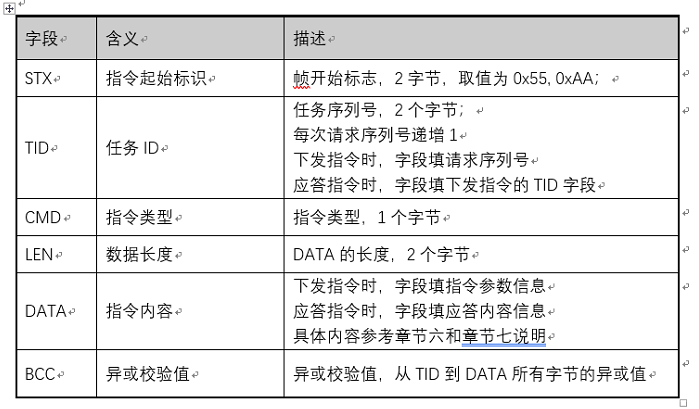 字段 含义 描述
STX 指令起始标识 帧开始标志，2 字节，取值为 0x55, 0xAA；
TID 任务 ID 任务序列号，2 个字节；
每次请求序列号递增 1
下发指令时，字段填请求序列号
应答指令时，字段填下发指令的 TID 字段
CMD 指令类型 指令类型，1 个字节
LEN 数据长度 DATA 的长度，2 个字节
DATA 指令内容 下发指令时，字段填指令参数信息
应答指令时，字段填应答内容信息
具体内容参考章节六和章节七说明
BCC 异或校验值 异或校验值，从 TID 到 DATA 所有字节的异或值